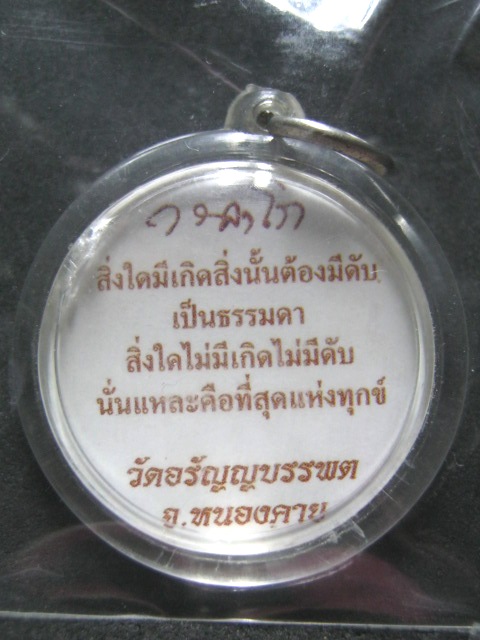 สิ่งใดมีเกิดสิ่งนั้นต้องมีดับ
เป็นธรรมดา
สิ่งใดไม่มีเกิดไม่มีดับ
นั่นแหละคือที่สุดแห่งทุกข์
วัดอรัญญบรรพต
จ.หนองคาย